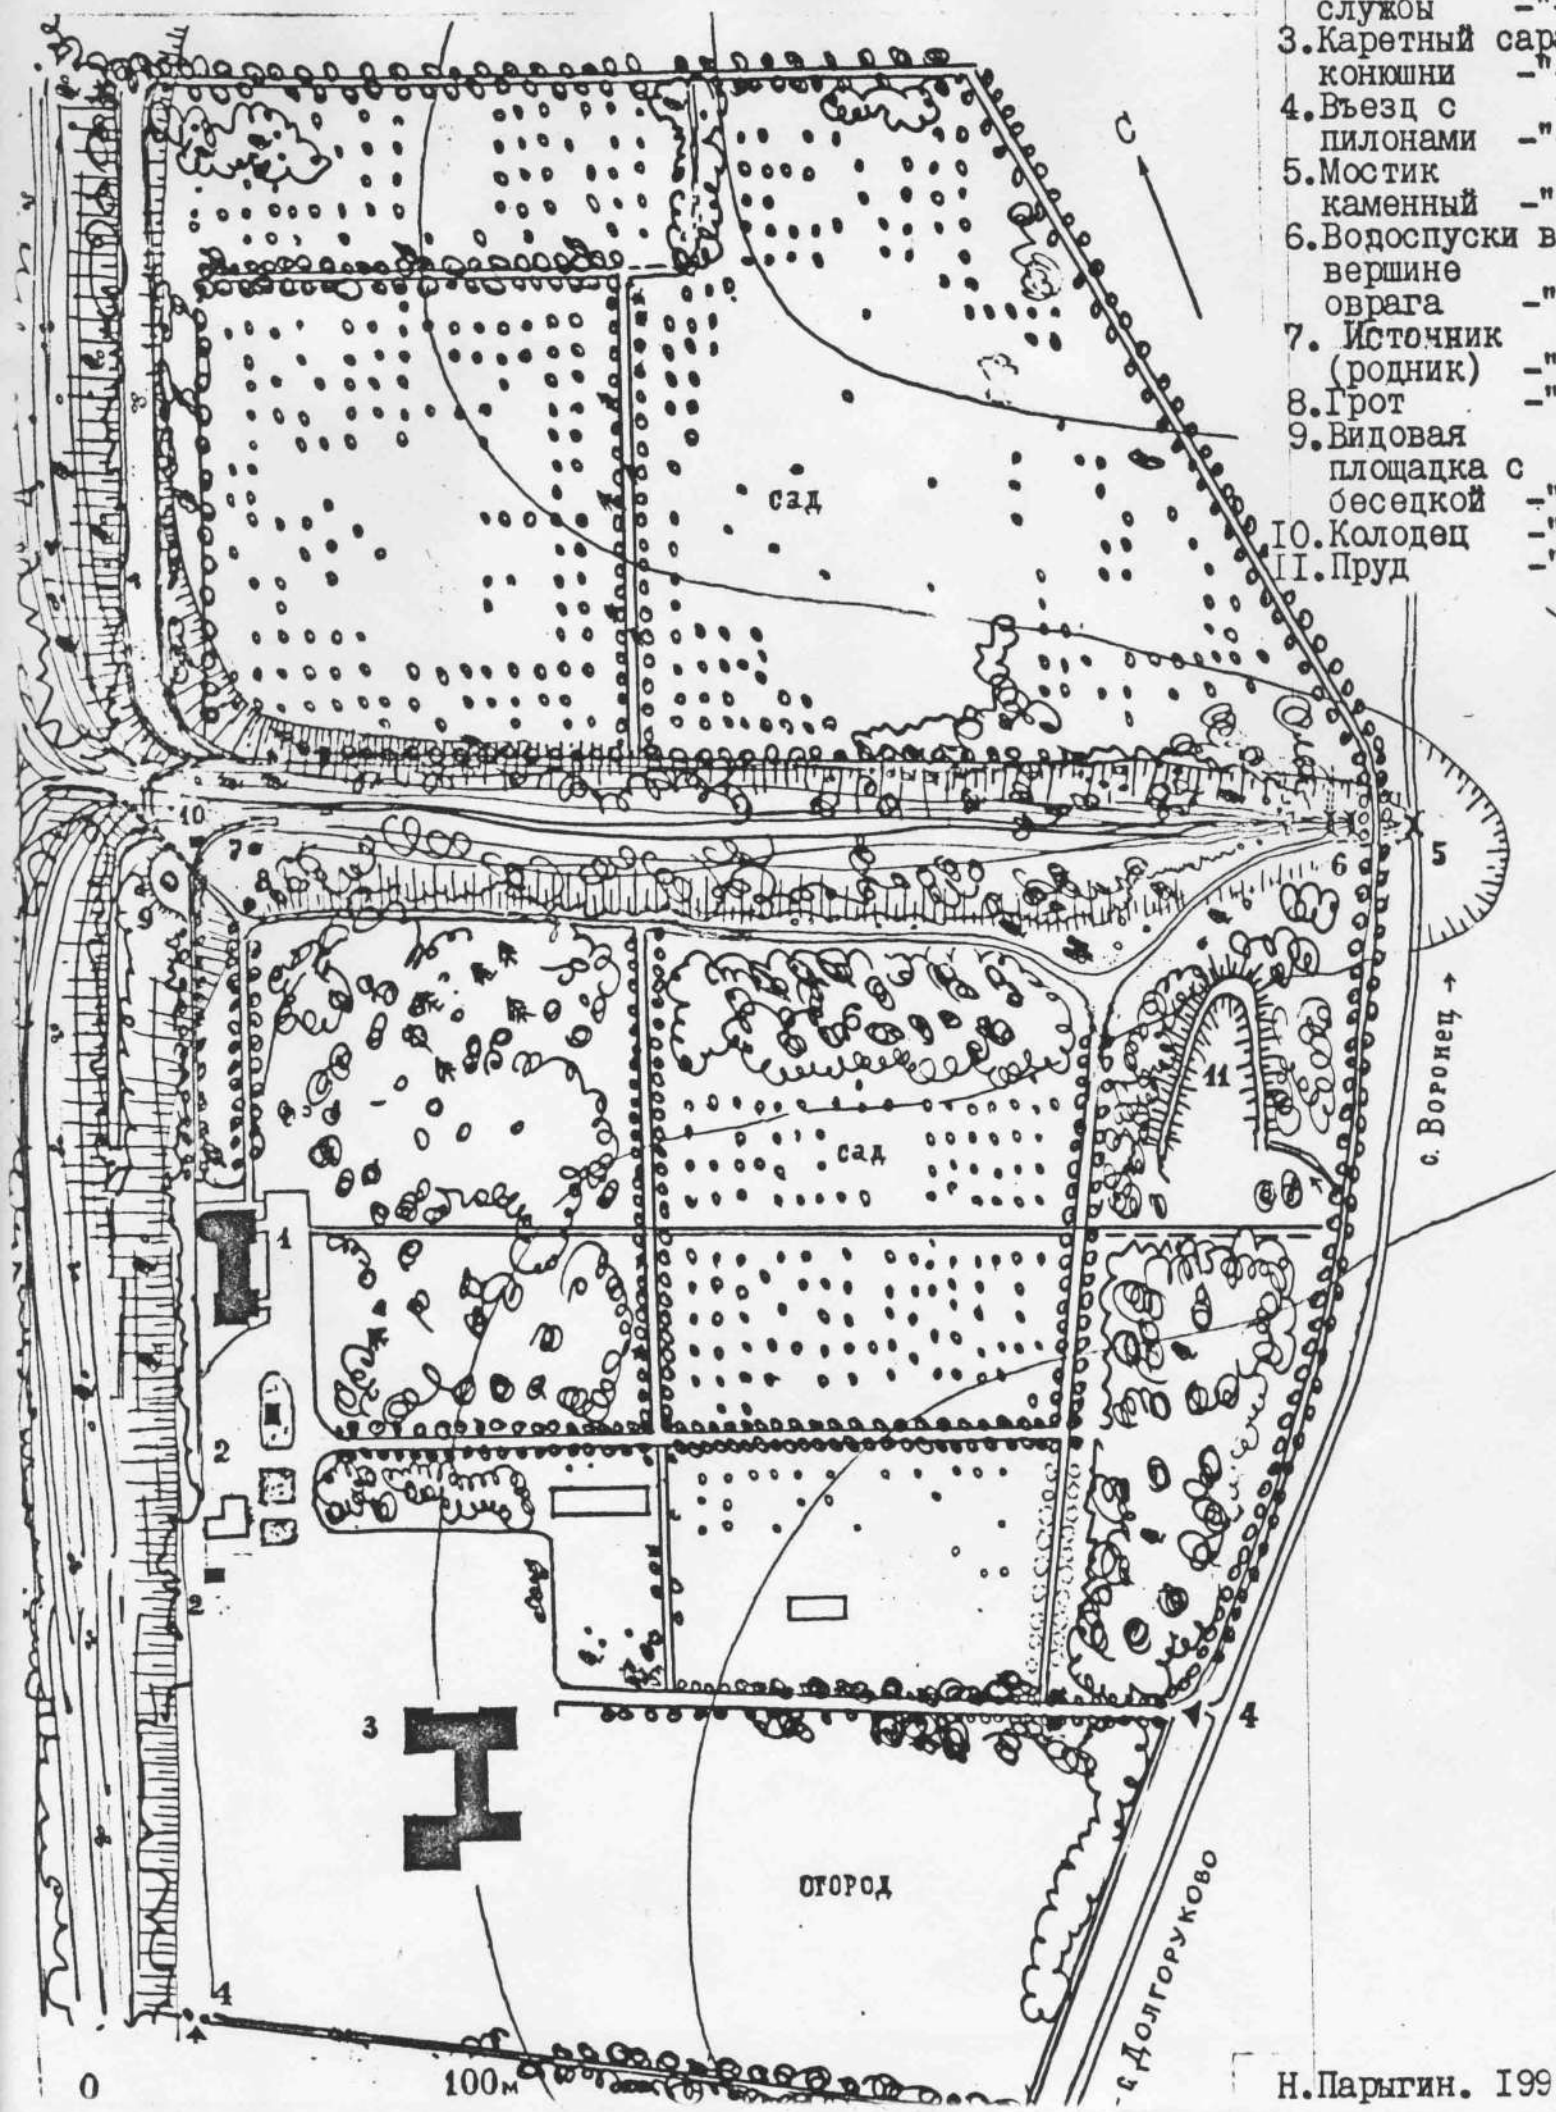 службы -"
3.Каретный сар
конюшни -"
4.Въезд с
пилонами -"
5.Мостик
каменный -"
6.Водоспуски в
вершине
оврага -"
7. Источник
(родник) -"
8.Грот -"
9.Видовая
площадка с
беседкой -"
10.Колодец -"
11.Пруд -"
С
сад
10
7
8
9
6
5
11
с. Воронец →
сад
1
2
2
3
4
огород
4
с. Долгоруково
0
100м
Н.Парыгин. 199